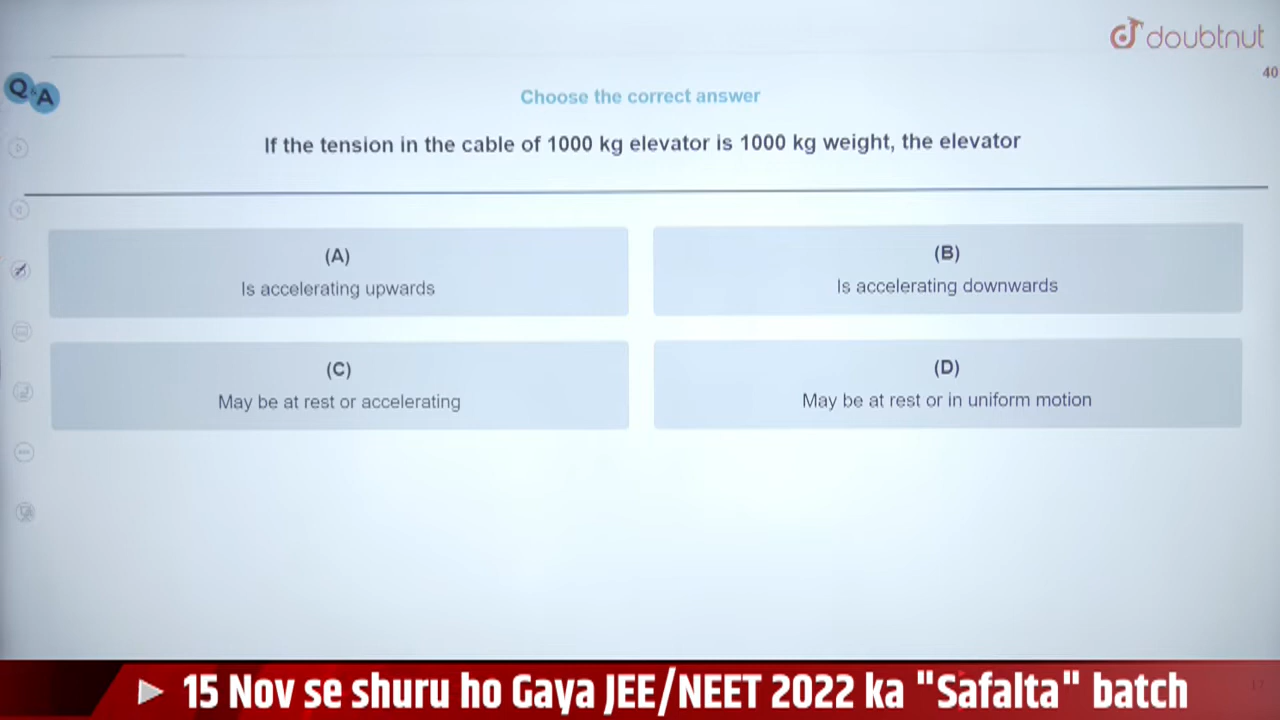 doubtnut
40
Q&A
Choose the correct answer
If the tension in the cable of 1000 kg elevator is 1000 kg weight, the elevator
(A)
Is accelerating upwards
(B)
Is accelerating downwards
(C)
May be at rest or accelerating
(D)
May be at rest or in uniform motion
15 Nov se shuru ho Gaya JEE/NEET 2022 ka "Safalta" batch
17